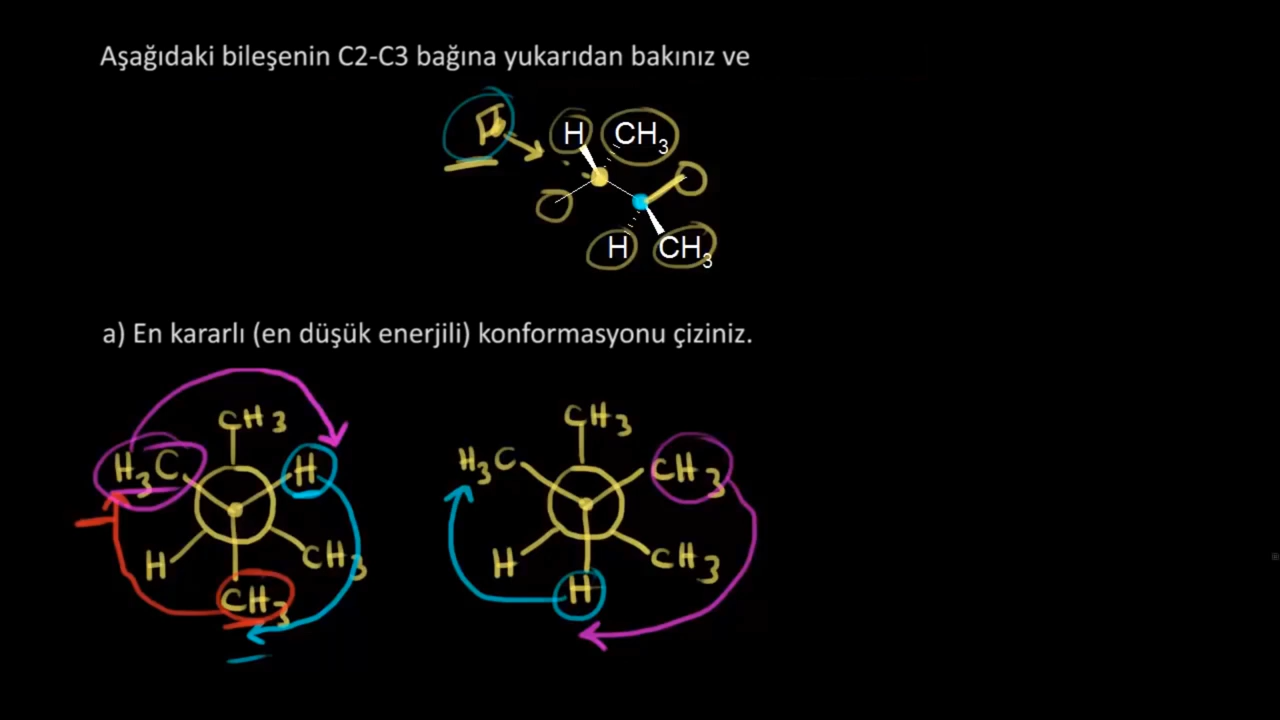 Aşağıdaki bileşenin C2-C3 bağına yukarıdan bakınız ve
H CH3
H CH3
a) En kararlı (en düşük enerjili) konformasyonu çiziniz.
CH3 CH3
H3C H H3C CH3
H CH3 H CH3
CH3 H